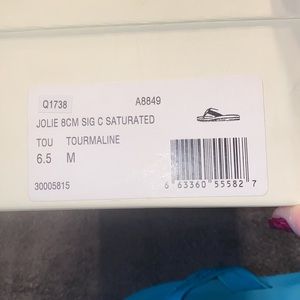 Q1738 A8849
JOLIE 8CM SIG C SATURATED
TOU TOURMALINE
6.5 M
30005815
6 63360 55582 7